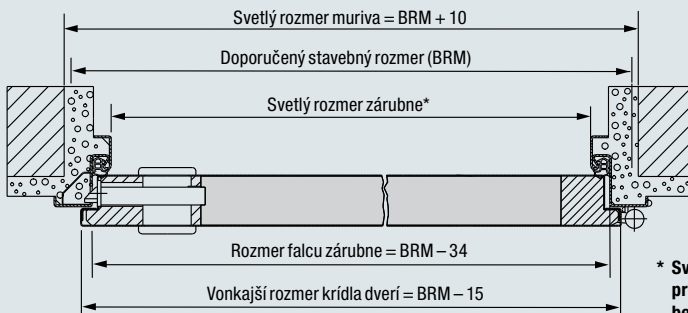 Svetlý rozmer muriva = BRM + 10
Doporučený stavebný rozmer (BRM)
Svetlý rozmer zárubne*
Rozmer falcu zárubne = BRM – 34
Vonkajší rozmer krídla dverí = BRM – 15
* Sv
pr